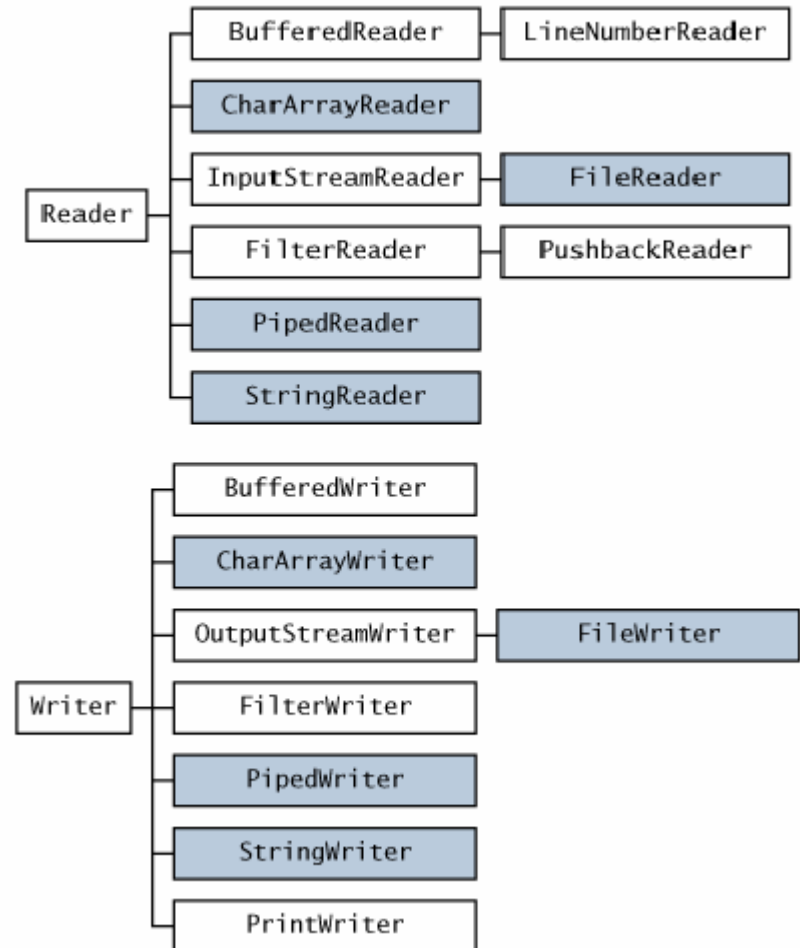 BufferedReader LineNumberReader
CharArrayReader
InputStreamReader FileReader
Reader
FilterReader PushbackReader
PipedReader
StringReader
BufferedWriter
CharArrayWriter
OutputStreamWriter FileWriter
Writer FilterWriter
PipedWriter
StringWriter
PrintWriter